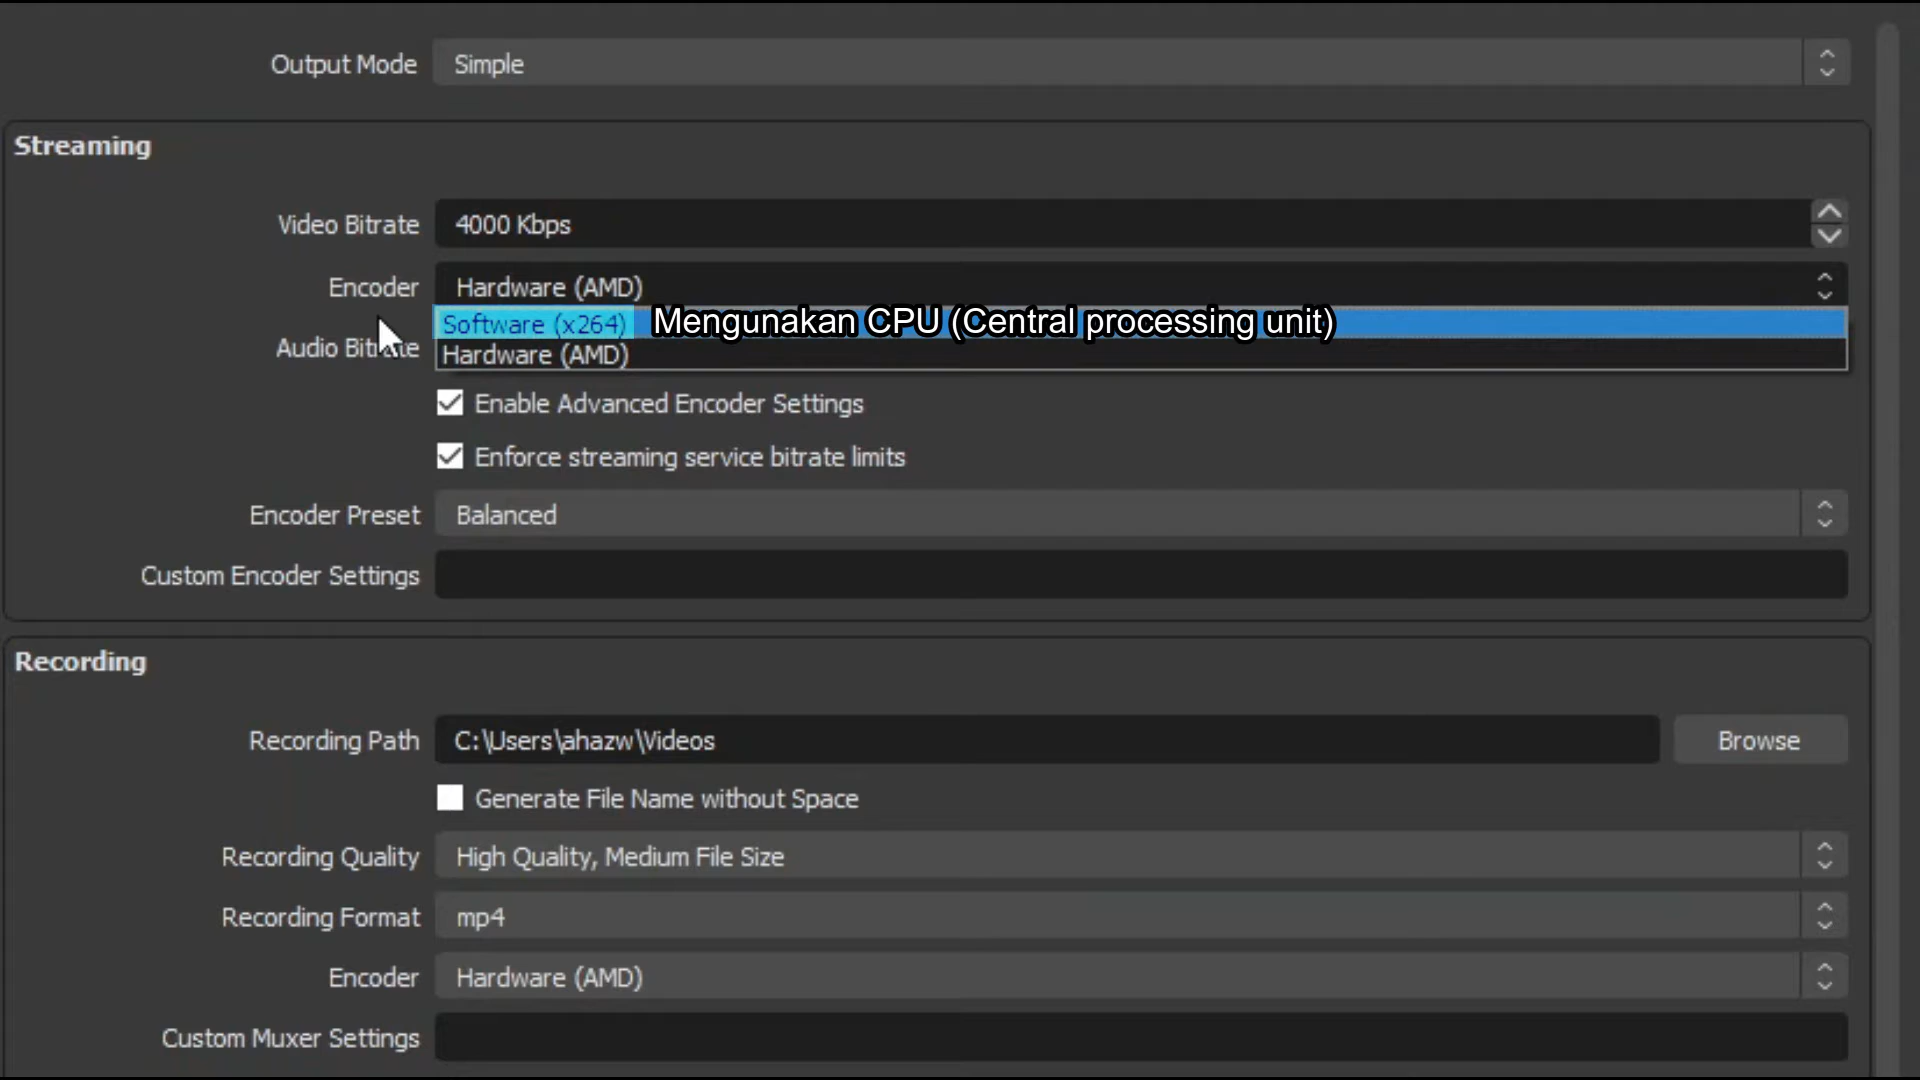 Output Mode Simple
Streaming
Video Bitrate 4000 Kbps
Encoder Hardware (AMD)
Software (x264) Mengunakan CPU (Central processing unit)
Audio Bitrate Hardware (AMD)
Enable Advanced Encoder Settings
Enforce streaming service bitrate limits
Encoder Preset Balanced
Custom Encoder Settings
Recording
Recording Path C:\Users\ahazw\Videos Browse
Generate File Name without Space
Recording Quality High Quality, Medium File Size
Recording Format mp4
Encoder Hardware (AMD)
Custom Muxer Settings